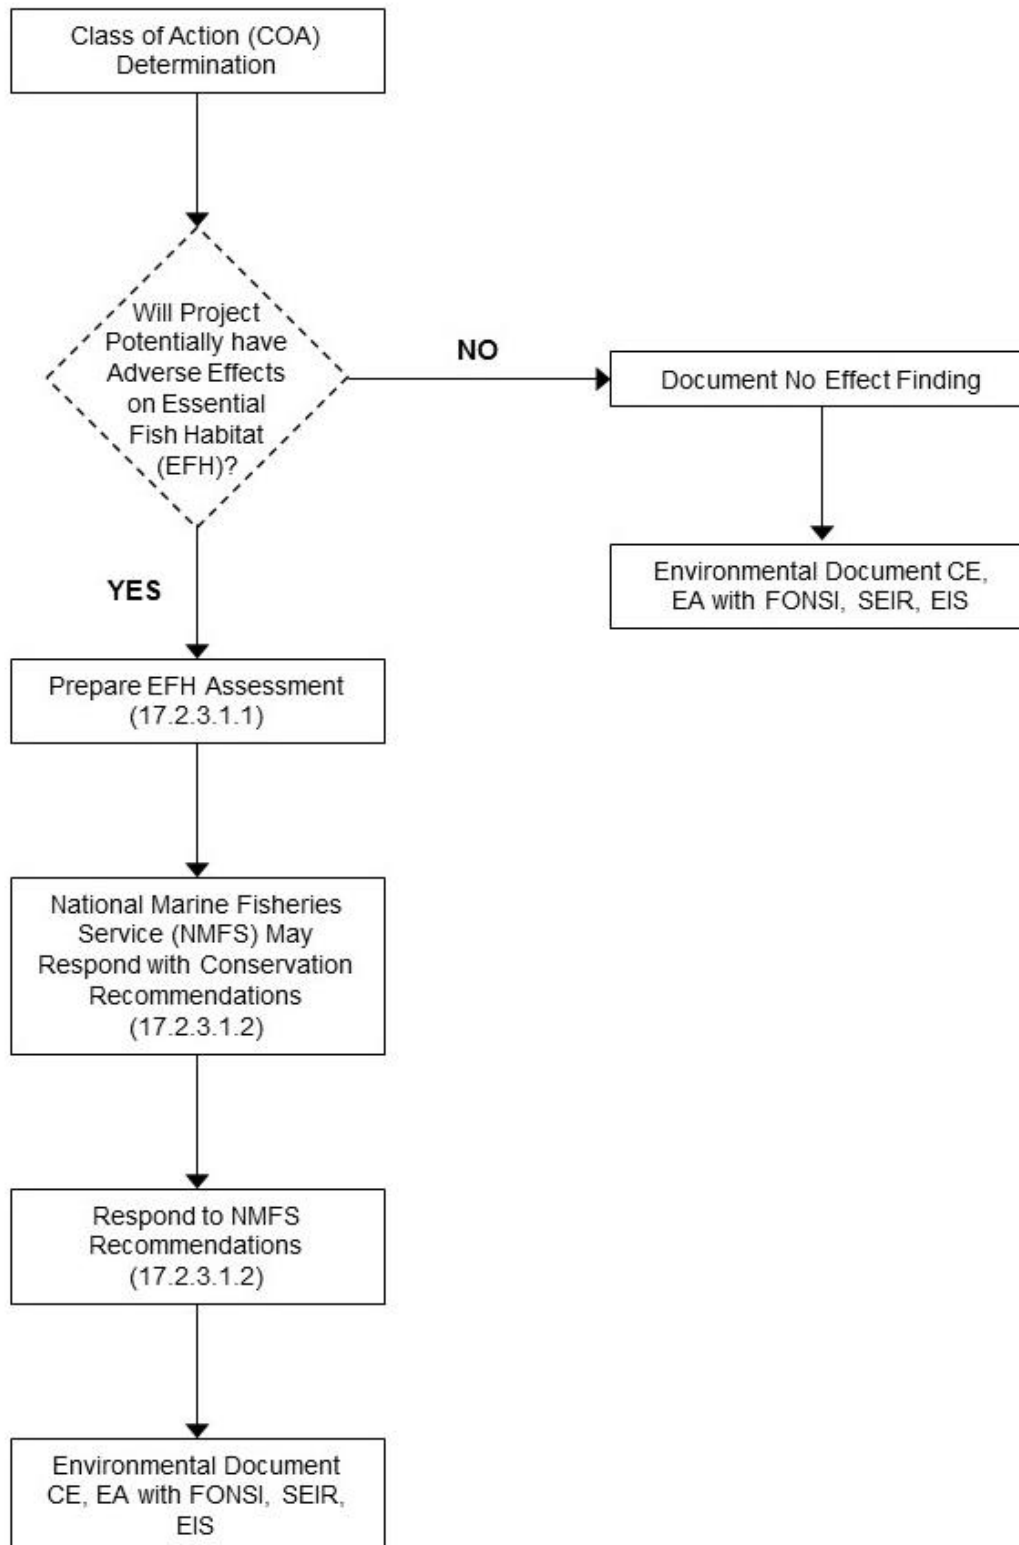 Class of Action (COA)
Determination
Will Project
Potentially have
Adverse Effects
on Essential
Fish Habitat
(EFH)?
NO
Document No Effect Finding
Environmental Document CE,
EA with FONSI, SEIR, EIS
YES
Prepare EFH Assessment
(17.2.3.1.1)
National Marine Fisheries
Service (NMFS) May
Respond with Conservation
Recommendations
(17.2.3.1.2)
Respond to NMFS
Recommendations
(17.2.3.1.2)
Environmental Document
CE, EA with FONSI, SEIR,
EIS